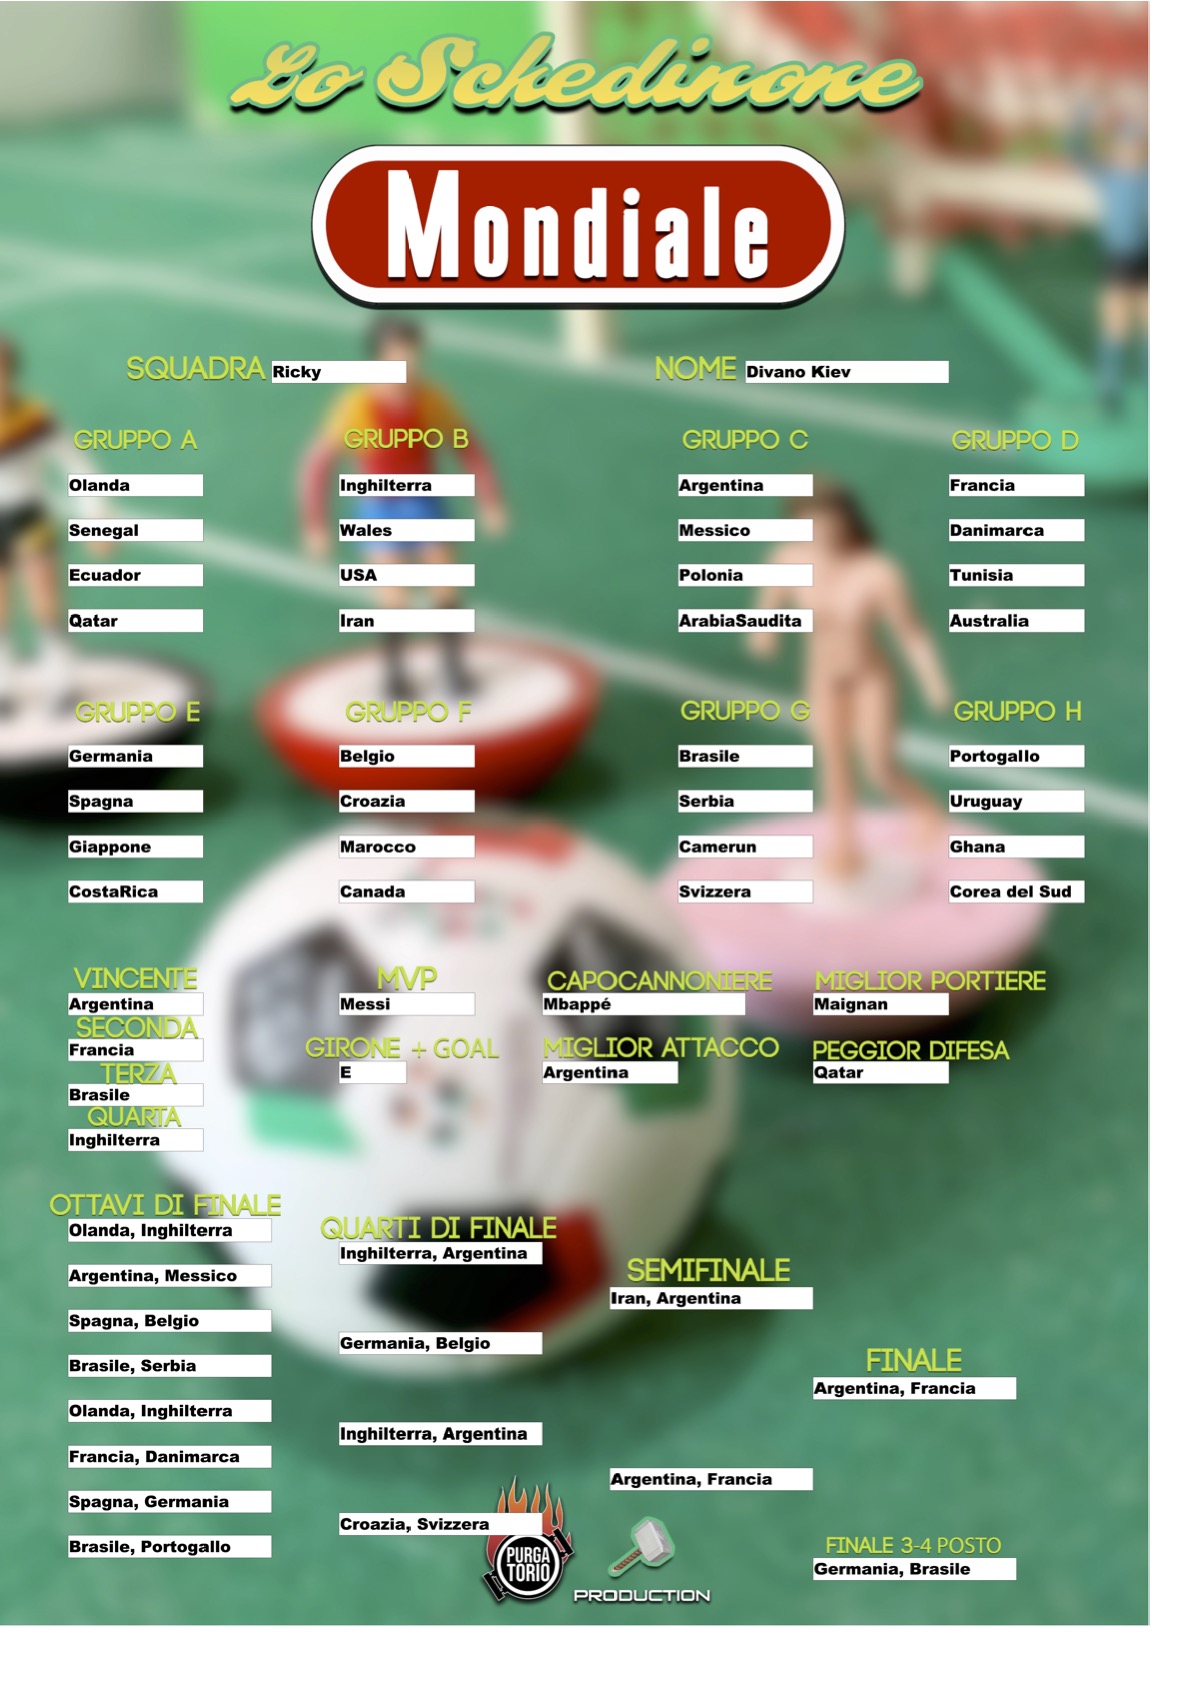 Lo Schedinone
Mondiale
SQUADRA Ricky
NOME Divano Kiev
GRUPPO A
Olanda
Senegal
Ecuador
Qatar
GRUPPO B
Inghilterra
Wales
USA
Iran
GRUPPO C
Argentina
Messico
Polonia
ArabiaSaudita
GRUPPO D
Francia
Danimarca
Tunisia
Australia
GRUPPO E
Germania
Spagna
Giappone
CostaRica
GRUPPO F
Belgio
Croazia
Marocco
Canada
GRUPPO G
Brasile
Serbia
Camerun
Svizzera
GRUPPO H
Portogallo
Uruguay
Ghana
Corea del Sud
VINCENTE
Argentina
SECONDA
Francia
TERZA
Brasile
QUARTA
Inghilterra
MVP
Messi
CAPOCANNONIERE
Mbappé
MIGLIOR PORTIERE
Maignan
GIRONE + GOAL
E
MIGLIOR ATTACCO
Argentina
PEGGIOR DIFESA
Qatar
OTTAVI DI FINALE
Olanda, Inghilterra
Argentina, Messico
Spagna, Belgio
Brasile, Serbia
Olanda, Inghilterra
Francia, Danimarca
Spagna, Germania
Brasile, Portogallo
QUARTI DI FINALE
Inghilterra, Argentina
Germania, Belgio
Inghilterra, Argentina
Croazia, Svizzera
SEMIFINALE
Iran, Argentina
Argentina, Francia
FINALE
Argentina, Francia
FINALE 3-4 POSTO
Germania, Brasile
PURGA
TORIO
PRODUCTION